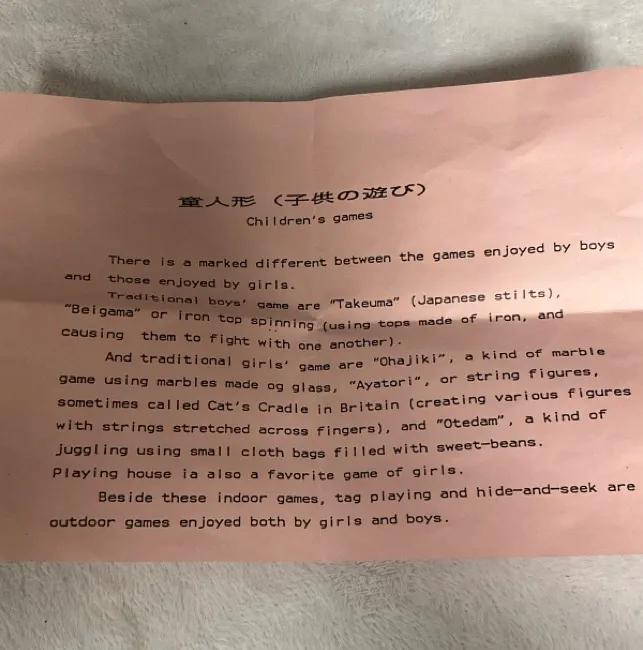 童人形 (子供の遊び)
Children's games
There is a marked different between the games enjoyed by boys
and those enjoyed by girls.
Traditional boys' game are "Takeuma" (Japanese stilts),
"Beigama" or iron top spinning (using tops made of iron, and
causing them to fight with one another).
And traditional girls' game are "Ohajiki", a kind of marble
game using marbles made og glass, "Ayatori", or string figures,
sometimes called Cat's Cradle in Britain (creating various figures
with strings stretched across fingers), and "Otedam", a kind of
juggling using small cloth bags filled with sweet-beans.
Playing house ia also a favorite game of girls.
Beside these indoor games, tag playing and hide-and-seek are
outdoor games enjoyed both by girls and boys.